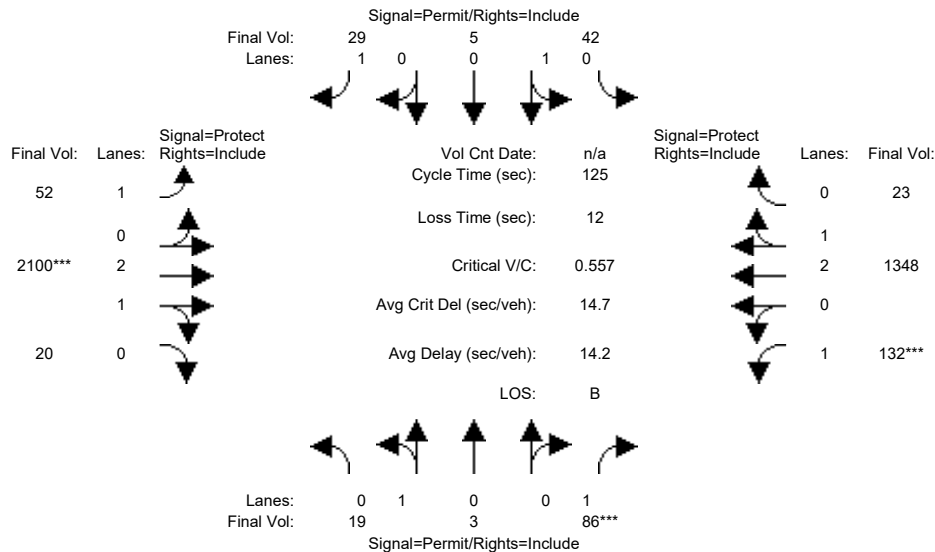 Signal=Permit/Rights=Include
Final Vol: 29 5 42
Lanes: 1 0 0 1 0
Signal=Protect
Final Vol: Lanes: Rights=Include Vol Cnt Date: n/a
Signal=Protect
Rights=Include Lanes: Final Vol:
Cycle Time (sec): 125
52 1 0 23
Loss Time (sec): 12
0 1
2100*** 2 Critical V/C: 0.557 2 1348
1 Avg Crit Del (sec/veh): 14.7 0
20 0 Avg Delay (sec/veh): 14.2 1 132***
LOS: B
Lanes: 0 1 0 0 1
Final Vol: 19 3 86***
Signal=Permit/Rights=Include